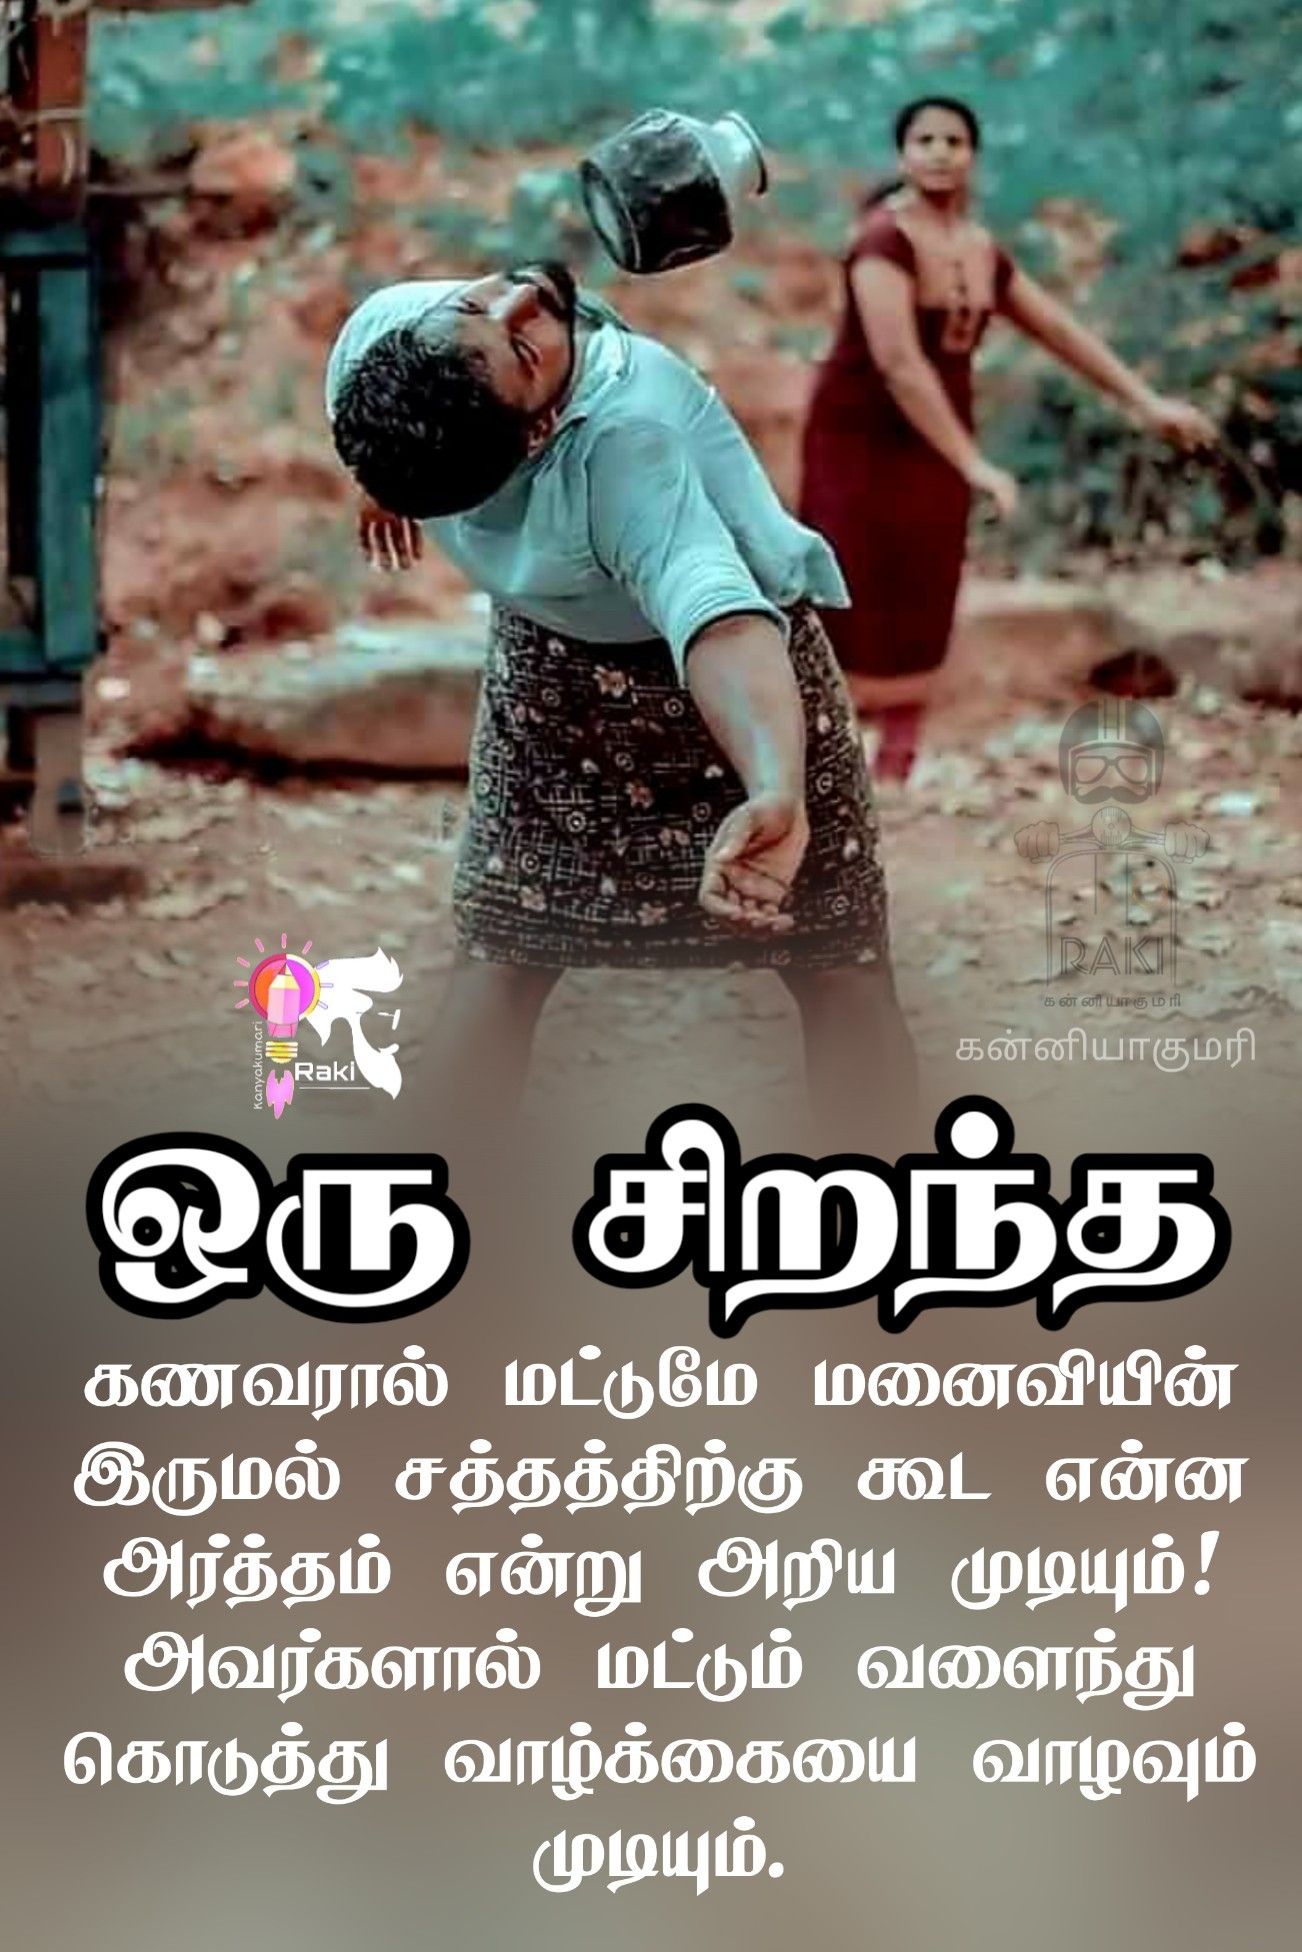 RAKI
கன்னியாகுமரி
கன்னியாகுமரி
Kanyakumari
Raki
ஒரு சிறந்த
கணவரால் மட்டுமே மனைவியின்
இருமல் சத்தத்திற்கு கூட என்ன
அர்த்தம் என்று அறிய முடியும்!
அவர்களால் மட்டும் வளைந்து
கொடுத்து வாழ்க்கையை வாழவும்
முடியும்.